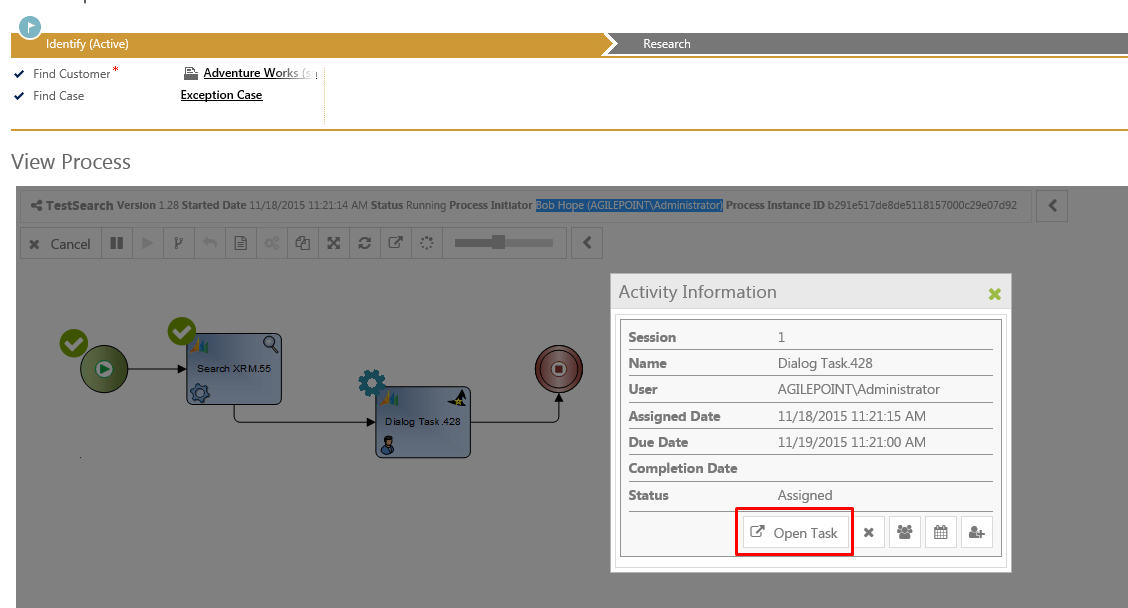 Identify (Active)
Research
Find Customer*
Adventure Works (s
Find Case
Exception Case
View Process
TestSearch Version 1.28 Started Date 11/18/2015 11:21:14 AM Status Running Process Initiator Bob Hope (AGILEPOINT\Administrator) Process Instance ID b291e517de8de5118157000c29e07d92
Cancel
Activity Information
Session 1
Name Dialog Task.428
User AGILEPOINT\Administrator
Assigned Date 11/18/2015 11:21:15 AM
Due Date 11/19/2015 11:21:00 AM
Completion Date
Status Assigned
Open Task
Search XRM.55
Dialog Task .428